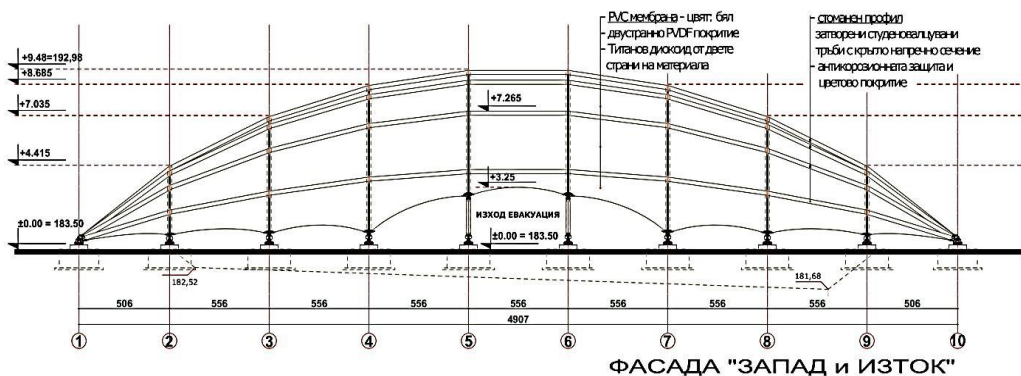 - PVC мембрана - цвят: бял
- двустранно PVDF покритие
- Титанов диоксид от двете
страни на материала
- стоманен профил
затворени студеновалцувани
тръби с кръгло напречно сечение
- антикорозионната защита и
цветово покритие
+9.48=192,98
+8.685
+7.035
+7.265
+4.415
+3.25
ИЗХОД ЕВАКУАЦИЯ
±0.00 = 183.50
±0.00 = 183.50
182,52
181,68
506 556 556 556 556 556 556 556 506
4907
1 2 3 4 5 6 7 8 9 10
ФАСАДА "ЗАПАД и ИЗТОК"